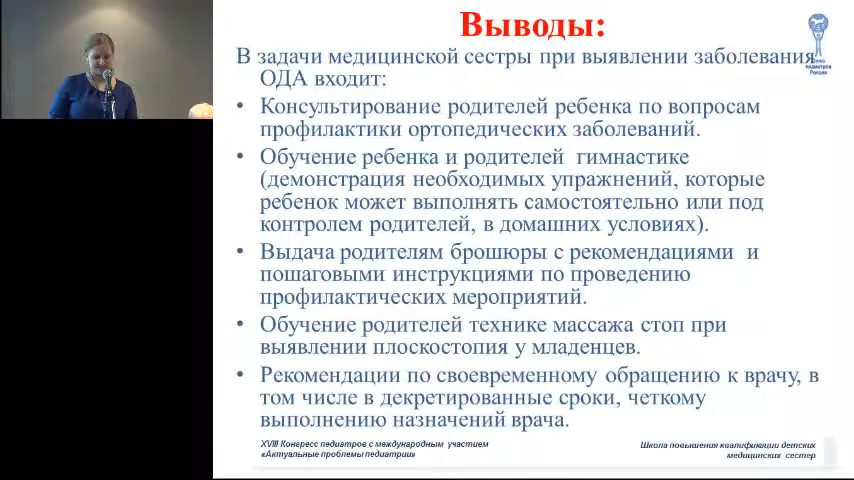 Выводы:
В задачи медицинской сестры при выявлении заболевания
ОДА входит:
• Консультирование родителей ребенка по вопросам
профилактики ортопедических заболеваний.
• Обучение ребенка и родителей гимнастике
(демонстрация необходимых упражнений, которые
ребенок может выполнять самостоятельно или под
контролем родителей, в домашних условиях).
• Выдача родителям брошюры с рекомендациями и
пошаговыми инструкциями по проведению
профилактических мероприятий.
• Обучение родителей технике массажа стоп при
выявлении плоскостопия у младенцев.
• Рекомендации по своевременному обращению к врачу, в
том числе в декретированные сроки, четкому
выполнению назначений врача.
педиатров
России
XVIII Конгресс педиатров с международным участием
«Актуальные проблемы педиатрии»
Школа повышения квалификации детских
медицинских сестер